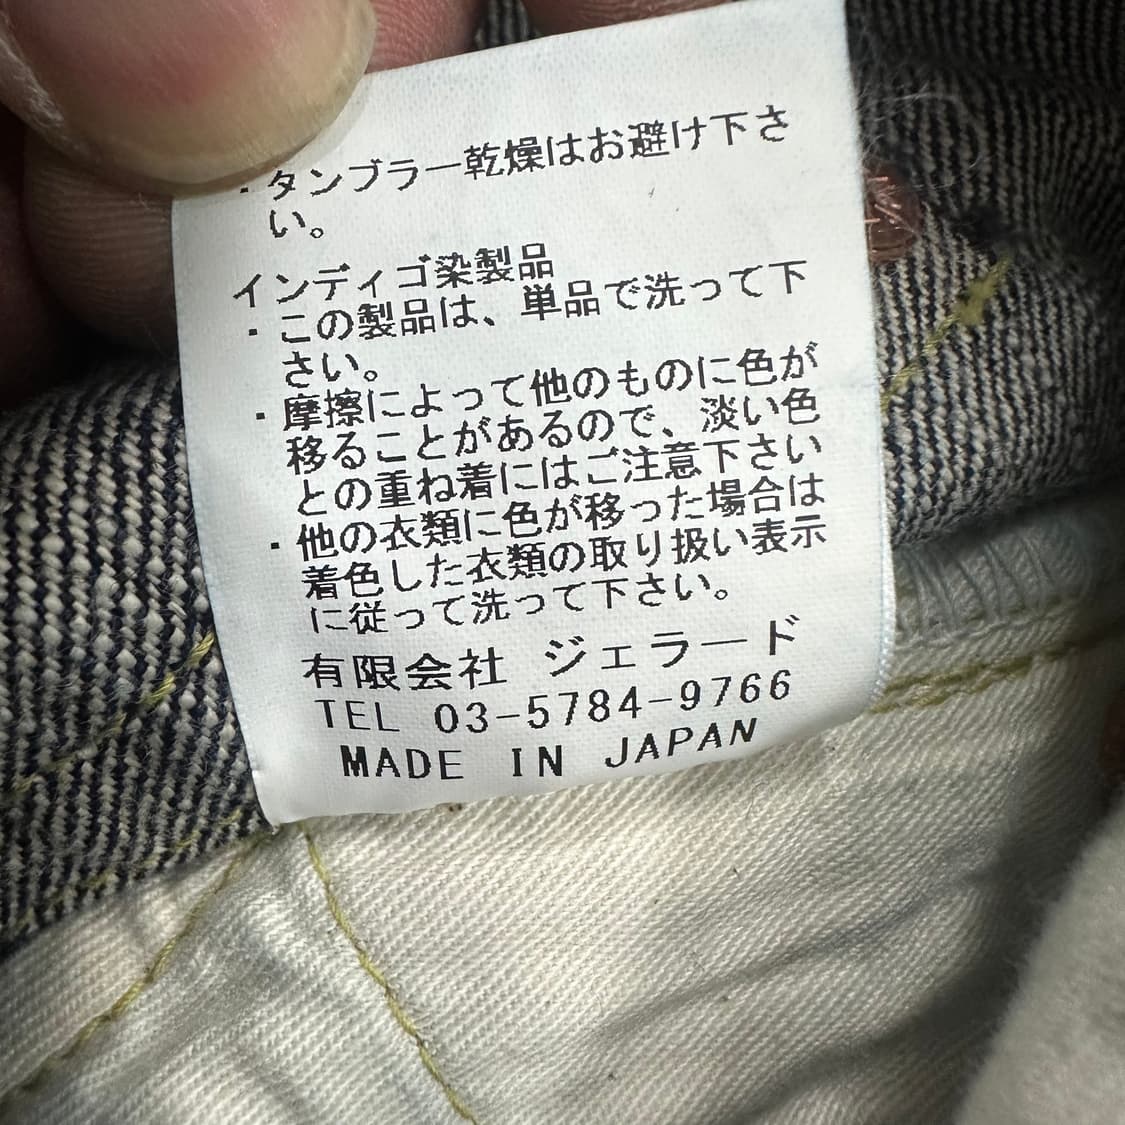 ・タンブラー乾燥はお避け下さ
い。
インディゴ染製品
・この製品は、単品で洗って下
さい。
・摩擦によって他のものに色が
移ることがあるので、淡い色
との重ね着にはご注意下さい
・他の衣類に色が移った場合は
着色した衣類の取り扱い表示
に従って洗って下さい。
有限会社 ジェラード
TEL 03-5784-9766
MADE IN JAPAN